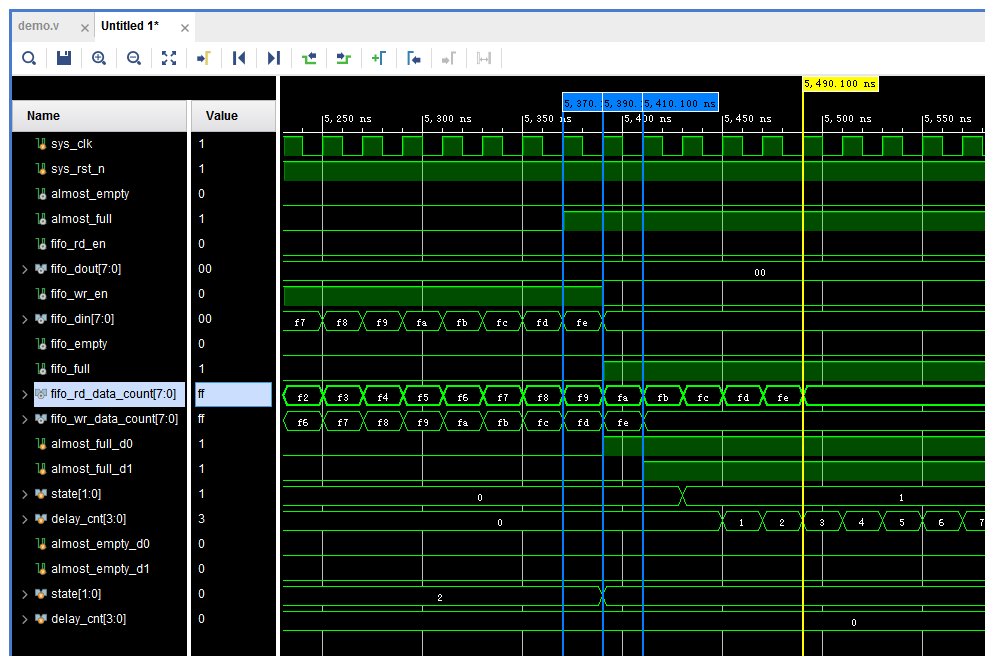 demo.v × Untitled 1* ×
5,490.100 ns
5,370. 5,390. 5,410.100 ns
Name Value
5,250 ns 5,300 ns 5,350 ns 5,400 ns 5,450 ns 5,500 ns 5,550
sys_clk 1
sys_rst_n 1
almost_empty 0
almost_full 1
fifo_rd_en 0
fifo_dout[7:0] 00 00
fifo_wr_en 0
fifo_din[7:0] 00 f7 f8 f9 fa fb fc fd fe
fifo_empty 0
fifo_full 1
fifo_rd_data_count[7:0] ff f2 f3 f4 f5 f6 f7 f8 f9 fa fb fc fd fe
fifo_wr_data_count[7:0] ff f6 f7 f8 f9 fa fb fc fd fe
almost_full_d0 1
almost_full_d1 1
state[1:0] 1 0 1
delay_cnt[3:0] 3 0 1 2 3 4 5 6 7
almost_empty_d0 0
almost_empty_d1 0
state[1:0] 0 2
delay_cnt[3:0] 0 0